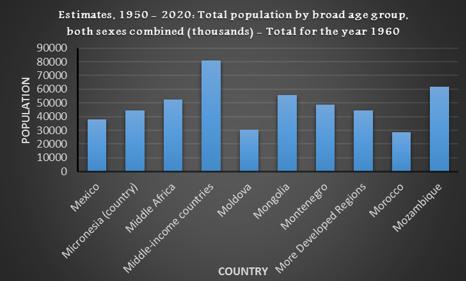 Estimates, 1950 – 2020: Total population by broad age group,
both sexes combined (thousands) – Total for the year 1960
90000
80000
70000
60000
50000
40000
30000
20000
10000
0
POPULATION
Mexico
Micronesia (country)
Middle Africa
Middle-income countries
Moldova
Mongolia
Montenegro
More Developed Regions
Morocco
Mozambique
COUNTRY